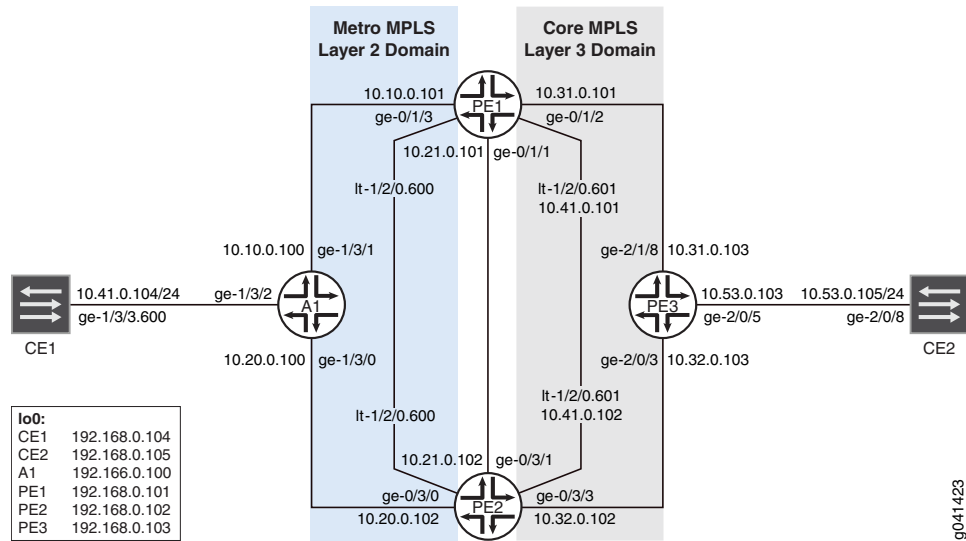 Metro MPLS
Layer 2 Domain
Core MPLS
Layer 3 Domain
10.10.0.101
ge-0/1/3
PE1
10.31.0.101
ge-0/1/2
10.21.0.101
ge-0/1/1
lt-1/2/0.600
lt-1/2/0.601
10.41.0.101
10.10.0.100
ge-1/3/1
ge-2/1/8
10.31.0.103
10.41.0.104/24
ge-1/3/3.600
ge-1/3/2
CE1
A1
PE3
10.53.0.103
ge-2/0/5
10.53.0.105/24
ge-2/0/8
CE2
10.20.0.100
ge-1/3/0
ge-2/0/3
10.32.0.103
lt-1/2/0.600
lt-1/2/0.601
10.41.0.102
10.21.0.102
ge-0/3/1
ge-0/3/0
10.20.0.102
PE2
ge-0/3/3
10.32.0.102
lo0:
CE1 192.168.0.104
CE2 192.168.0.105
A1 192.166.0.100
PE1 192.168.0.101
PE2 192.168.0.102
PE3 192.168.0.103
g041423